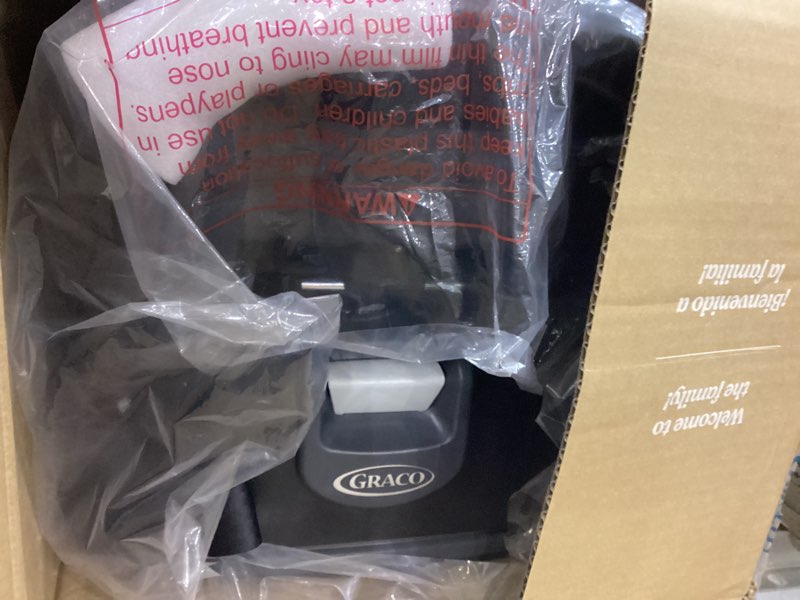 ⚠WARNING
To avoid danger of suffocation
keep this plastic bag away from
babies and children. Do not use in
cribs, beds, carriages or playpens.
The thin film may cling to nose
and mouth and prevent breathing
not a toy
GRACO
Welcome to
the family!
¡Bienvenido a
la familia!